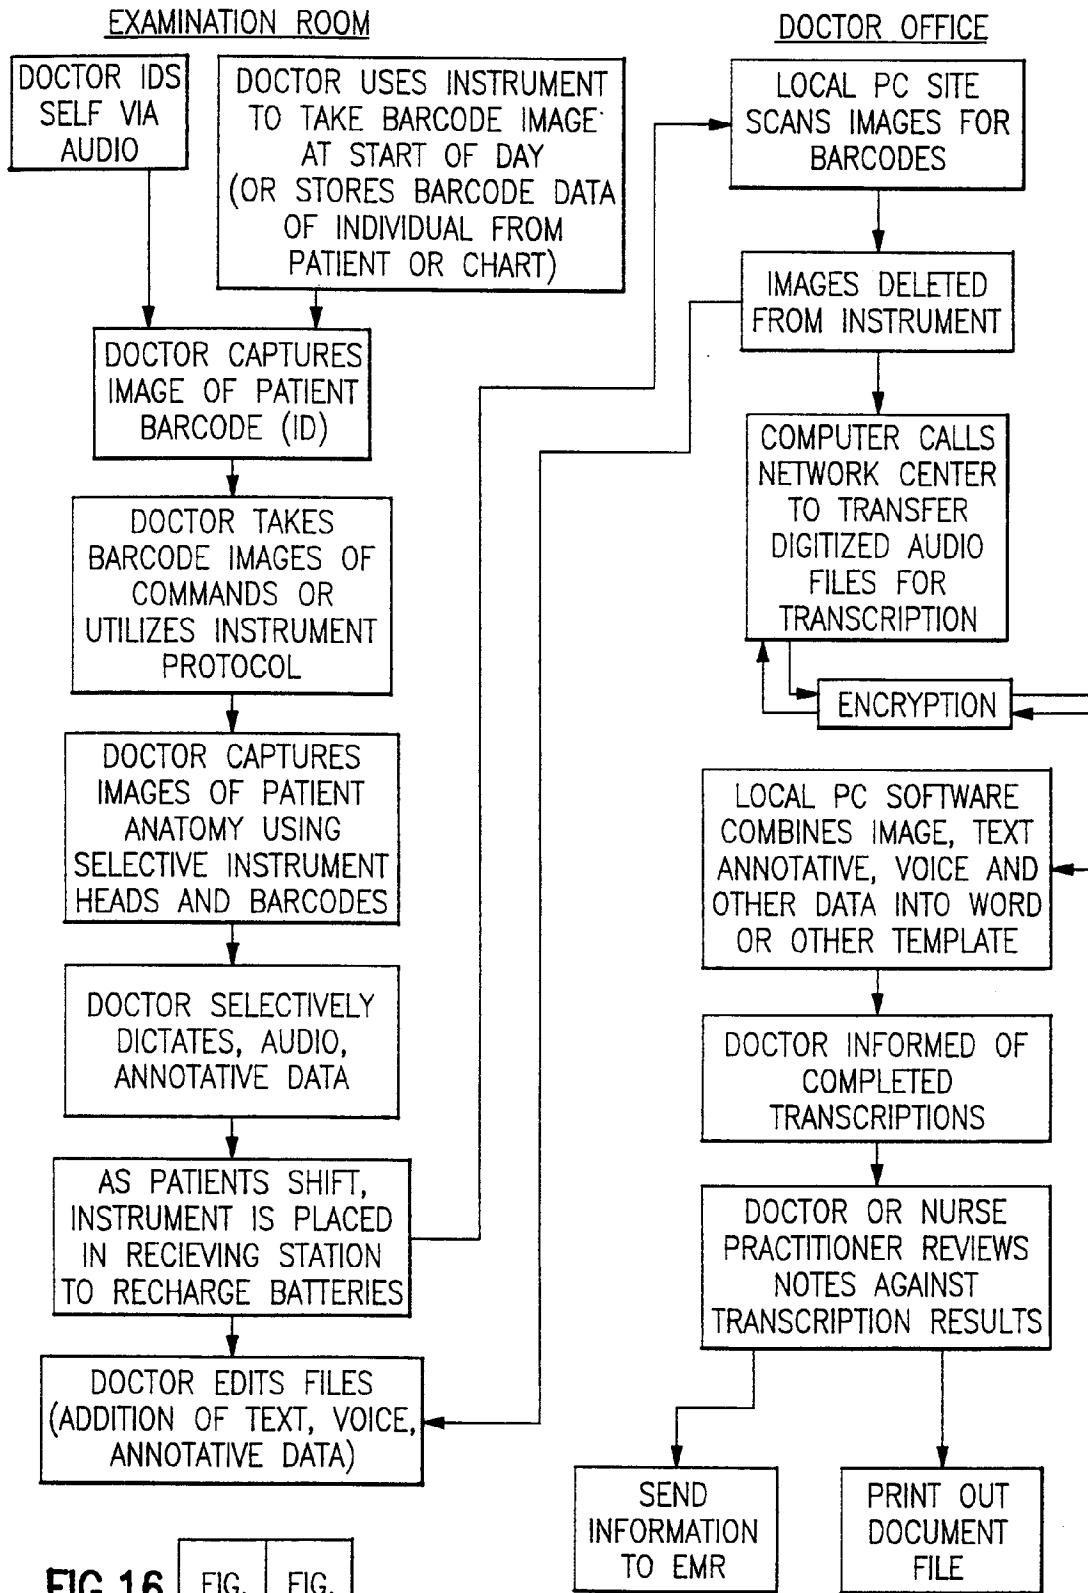 EXAMINATION ROOM
DOCTOR IDS
SELF VIA
AUDIO
DOCTOR USES INSTRUMENT
TO TAKE BARCODE IMAGE
AT START OF DAY
(OR STORES BARCODE DATA
OF INDIVIDUAL FROM
PATIENT OR CHART)
DOCTOR CAPTURES
IMAGE OF PATIENT
BARCODE (ID)
DOCTOR TAKES
BARCODE IMAGES OF
COMMANDS OR
UTILIZES INSTRUMENT
PROTOCOL
DOCTOR CAPTURES
IMAGES OF PATIENT
ANATOMY USING
SELECTIVE INSTRUMENT
HEADS AND BARCODES
DOCTOR SELECTIVELY
DICTATES, AUDIO,
ANNOTATIVE DATA
AS PATIENTS SHIFT,
INSTRUMENT IS PLACED
IN RECIEVING STATION
TO RECHARGE BATTERIES
DOCTOR EDITS FILES
(ADDITION OF TEXT, VOICE,
ANNOTATIVE DATA)
DOCTOR OFFICE
LOCAL PC SITE
SCANS IMAGES FOR
BARCODES
IMAGES DELETED
FROM INSTRUMENT
COMPUTER CALLS
NETWORK CENTER
TO TRANSFER
DIGITIZED AUDIO
FILES FOR
TRANSCRIPTION
ENCRYPTION
LOCAL PC SOFTWARE
COMBINES IMAGE, TEXT
ANNOTATIVE, VOICE AND
OTHER DATA INTO WORD
OR OTHER TEMPLATE
DOCTOR INFORMED OF
COMPLETED
TRANSCRIPTIONS
DOCTOR OR NURSE
PRACTITIONER REVIEWS
NOTES AGAINST
TRANSCRIPTION RESULTS
SEND
INFORMATION
TO EMR
PRINT OUT
DOCUMENT
FILE
FIG.16
FIG. FIG.